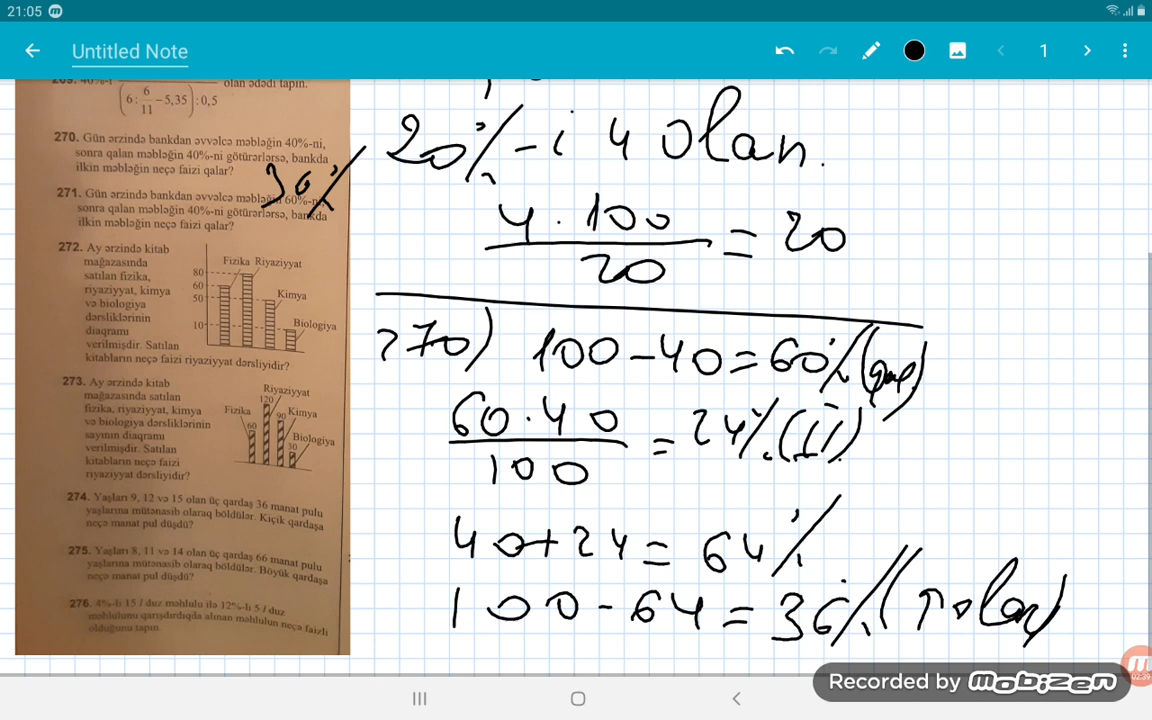 21:05
Untitled Note
1
269. 40%-i olan ədədi tapın.
(6 : 6/11 − 5,35) : 0,5
270. Gün ərzində bankdan əvvəlcə məbləğin 40%-ni,
sonra qalan məbləğin 40%-ni götürərlərsə, bankda
ilkin məbləğin neçə faizi qalar?
36%
271. Gün ərzində bankdan əvvəlcə məbləğin 60%-ni,
sonra qalan məbləğin 40%-ni götürərlərsə, bankda
ilkin məbləğin neçə faizi qalar?
272. Ay ərzində kitab
mağazasında
satılan fizika,
riyaziyyat, kimya
və biologiya
dərsliklərinin
diaqramı
verilmişdir. Satılan
kitabların neçə faizi riyaziyyat dərsliyidir?
Fizika Riyaziyyat
80
60
50
Kimya
10
Biologiya
273. Ay ərzində kitab
mağazasında satılan
fizika, riyaziyyat, kimya
və biologiya dərsliklərinin
sayının diaqramı
verilmişdir. Satılan
kitabların neçə faizi
riyaziyyat dərsliyidir?
Riyaziyyat
120
Fizika
90 Kimya
60
Biologiya
30
274. Yaşları 9, 12 və 15 olan üç qardaş 36 manat pulu
yaşlarına mütənasib olaraq böldülər. Kiçik qardaşa
neçə manat pul düşdü?
275. Yaşları 8, 11 və 14 olan üç qardaş 66 manat pulu
yaşlarına mütənasib olaraq böldülər. Böyük qardaşa
neçə manat pul düşdü?
276. 4%-li 15 l duz məhlulu ilə 12%-li 5 l duz
məhlulunu qarışdırdıqda alınan məhlulun neçə faizli
olduğunu tapın.
20%-i 4 olan.
4 · 100 / 20 = 20
270) 100 − 40 = 60% (qal)
60 · 40 / 100 = 24% (II)
40 + 24 = 64%
100 − 64 = 36%
Recorded by mobizen
02:39